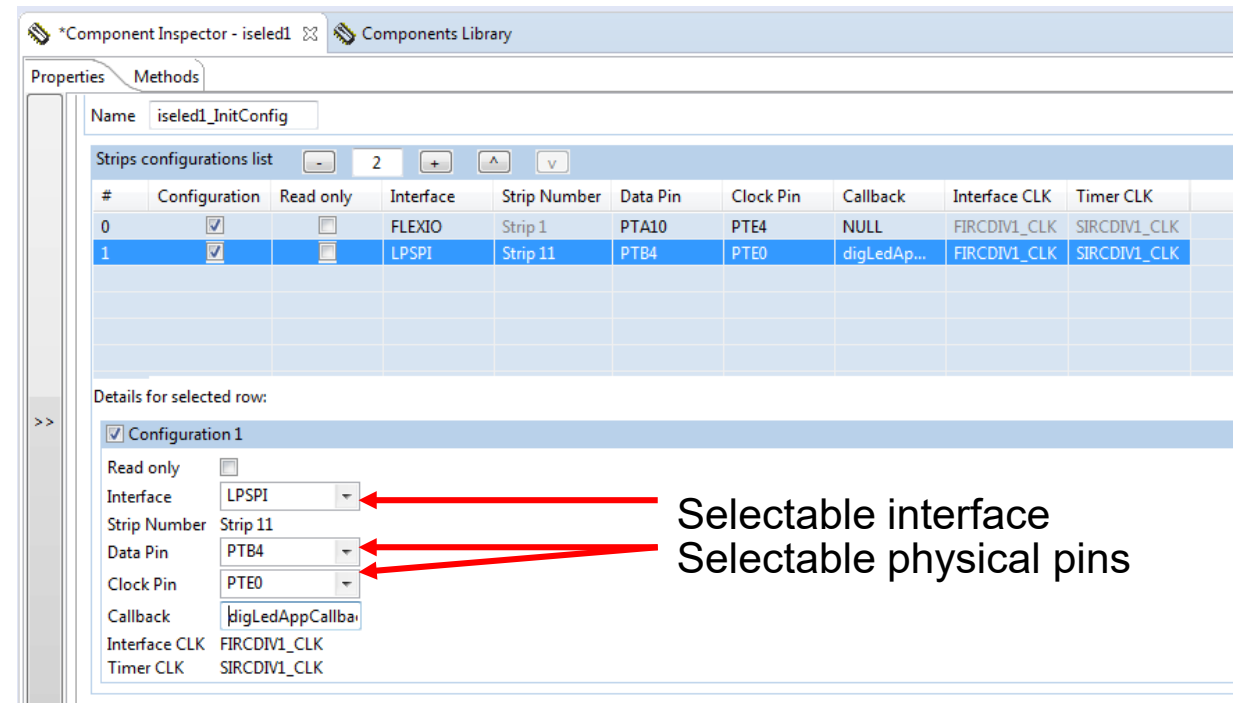 *Component Inspector - iseled1 Components Library
Properties Methods
Name iseled1_InitConfig
Strips configurations list - 2 + ^ v
# Configuration Read only Interface Strip Number Data Pin Clock Pin Callback Interface CLK Timer CLK
0 FLEXIO Strip 1 PTA10 PTE4 NULL FIRCDIV1_CLK SIRCDIV1_CLK
1 LPSPI Strip 11 PTB4 PTE0 digLedAp... FIRCDIV1_CLK SIRCDIV1_CLK
Details for selected row:
>>
Configuration 1
Read only
Interface LPSPI
Selectable interface
Strip Number Strip 11
Data Pin PTB4
Selectable physical pins
Clock Pin PTE0
Callback digLedAppCallba
Interface CLK FIRCDIV1_CLK
Timer CLK SIRCDIV1_CLK